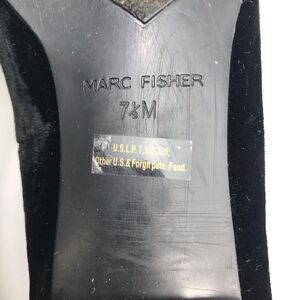 MARC FISHER
7½M
U.S.L.P.
Other U.S.& Forgn pats. Pend.